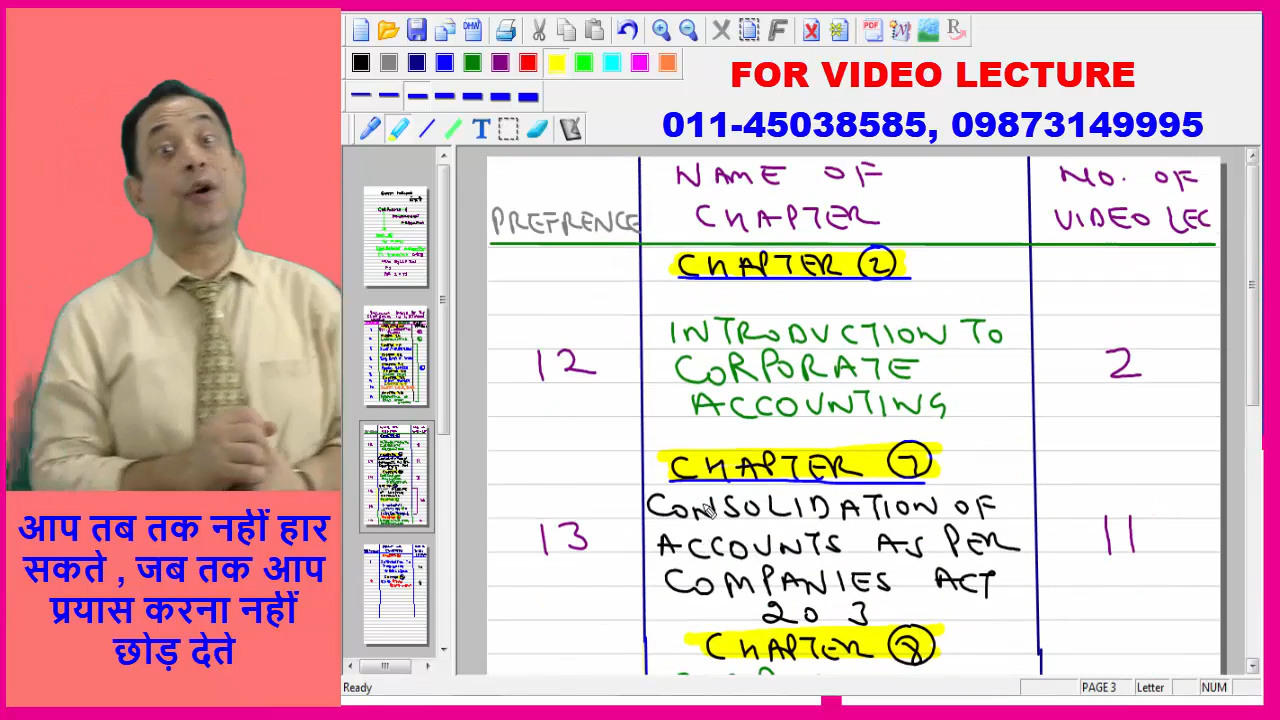 FOR VIDEO LECTURE
011-45038585, 09873149995
NAME OF CHAPTER
NO. OF VIDEO LEC
PREFRENCE
CHAPTER 2
INTRODUCTION TO
12 CORPORATE 2
ACCOUNTING
CHAPTER 7
CONSOLIDATION OF
13 ACCOUNTS AS PER 11
COMPANIES ACT
20 3
CHAPTER 8
आप तब तक नहीं हार
सकते , जब तक आप
प्रयास करना नहीं
छोड़ देते
Ready PAGE 3 Letter NUM